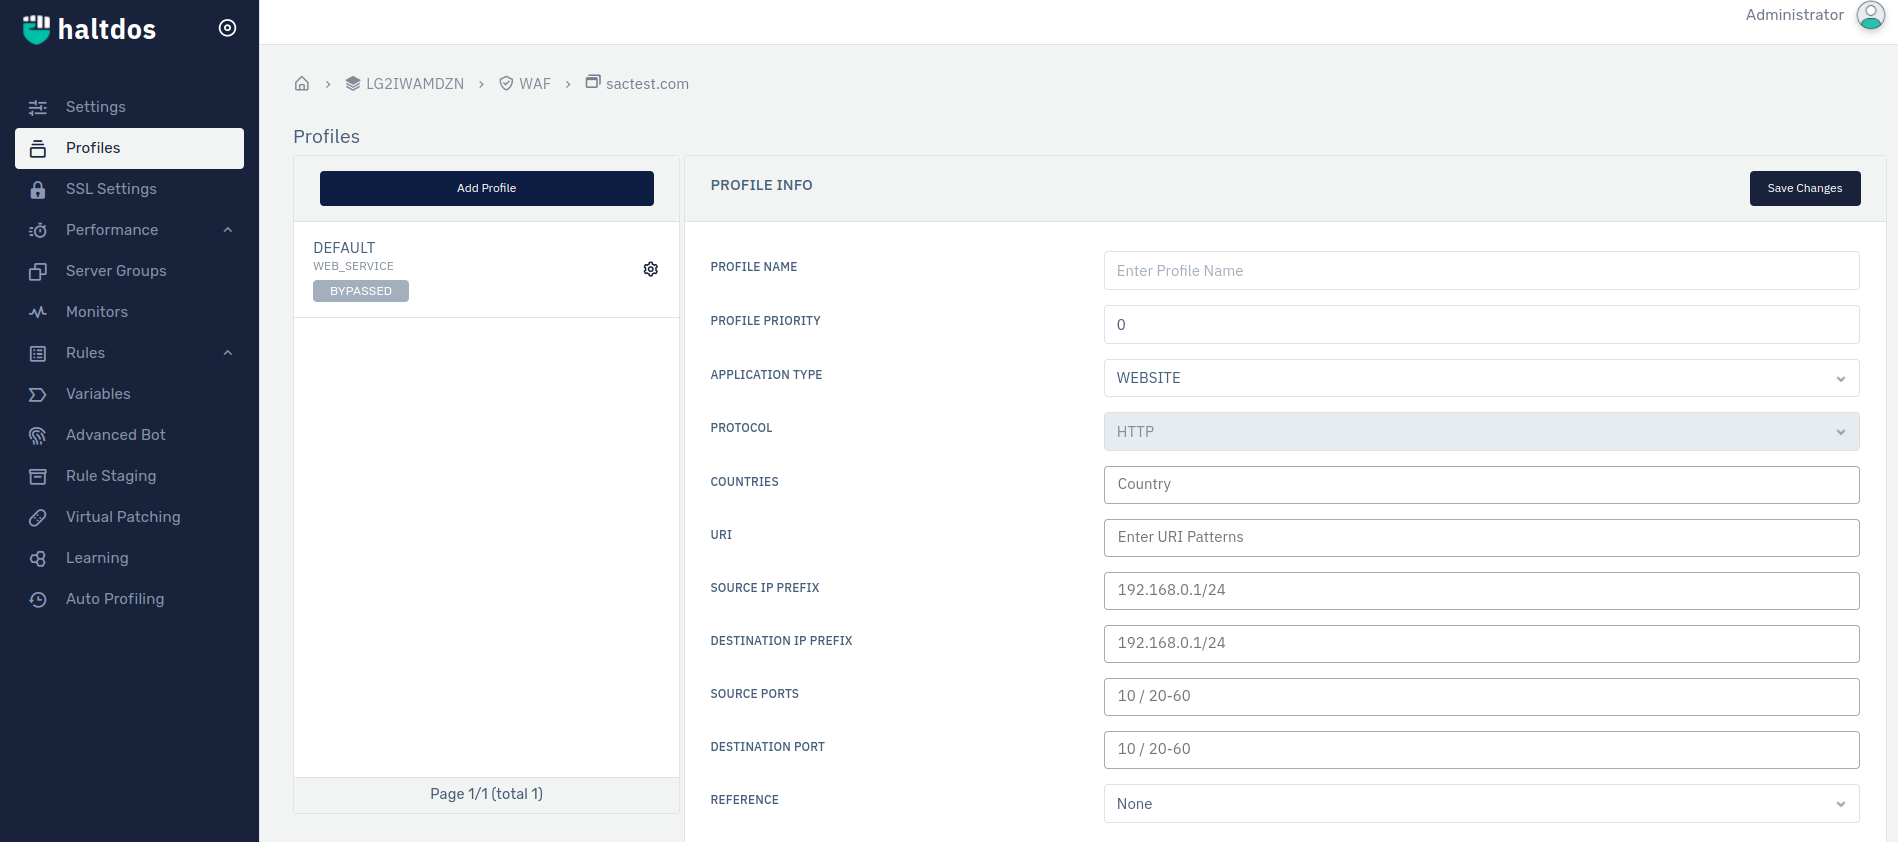 haltdos
Administrator
LG2IWAMDZN
WAF
sactest.com
Settings
Profiles
SSL Settings
Performance
Server Groups
Monitors
Rules
Variables
Advanced Bot
Rule Staging
Virtual Patching
Learning
Auto Profiling
Profiles
Add Profile
DEFAULT
WEB_SERVICE
BYPASSED
Page 1/1 (total 1)
PROFILE INFO
Save Changes
PROFILE NAME
Enter Profile Name
PROFILE PRIORITY
0
APPLICATION TYPE
WEBSITE
PROTOCOL
HTTP
COUNTRIES
Country
URI
Enter URI Patterns
SOURCE IP PREFIX
192.168.0.1/24
DESTINATION IP PREFIX
192.168.0.1/24
SOURCE PORTS
10 / 20-60
DESTINATION PORT
10 / 20-60
REFERENCE
None